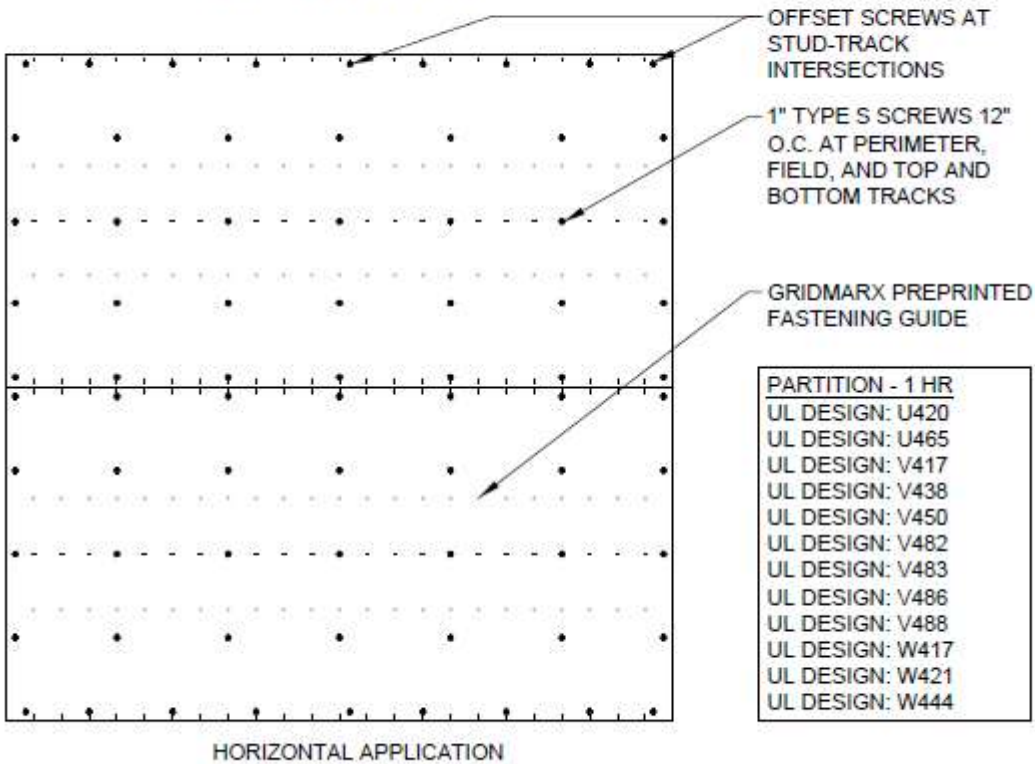 OFFSET SCREWS AT
STUD-TRACK
INTERSECTIONS
1" TYPE S SCREWS 12"
O.C. AT PERIMETER,
FIELD, AND TOP AND
BOTTOM TRACKS
GRIDMARX PREPRINTED
FASTENING GUIDE
PARTITION - 1 HR
UL DESIGN: U420
UL DESIGN: U465
UL DESIGN: V417
UL DESIGN: V438
UL DESIGN: V450
UL DESIGN: V482
UL DESIGN: V483
UL DESIGN: V486
UL DESIGN: V488
UL DESIGN: W417
UL DESIGN: W421
UL DESIGN: W444
HORIZONTAL APPLICATION